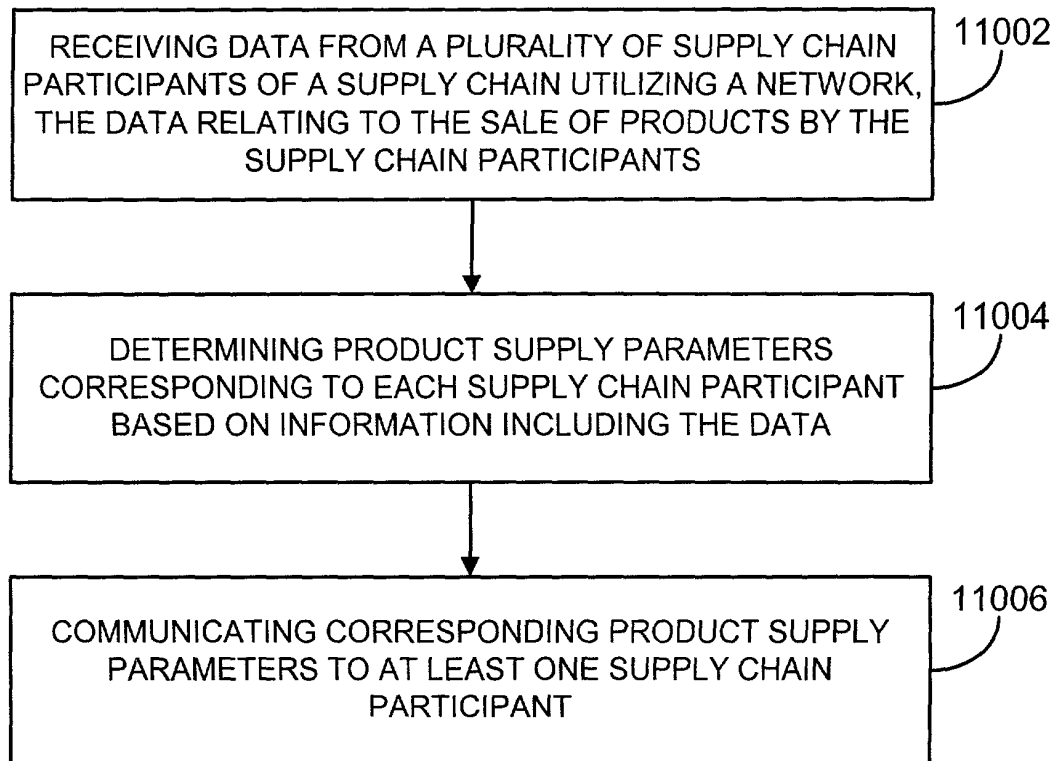 RECEIVING DATA FROM A PLURALITY OF SUPPLY CHAIN
PARTICIPANTS OF A SUPPLY CHAIN UTILIZING A NETWORK,
THE DATA RELATING TO THE SALE OF PRODUCTS BY THE
SUPPLY CHAIN PARTICIPANTS
11002
DETERMINING PRODUCT SUPPLY PARAMETERS
CORRESPONDING TO EACH SUPPLY CHAIN PARTICIPANT
BASED ON INFORMATION INCLUDING THE DATA
11004
COMMUNICATING CORRESPONDING PRODUCT SUPPLY
PARAMETERS TO AT LEAST ONE SUPPLY CHAIN
PARTICIPANT
11006